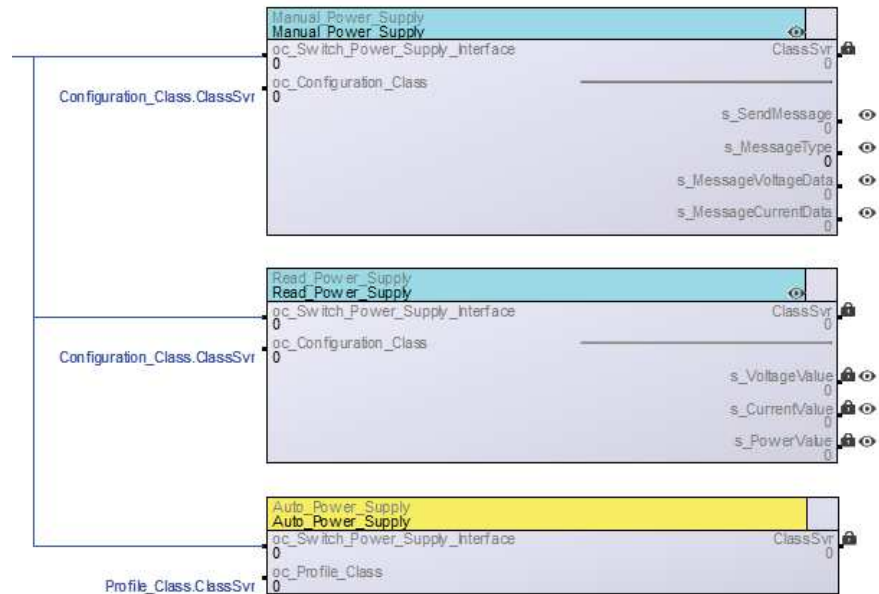 Manual_Power_Supply
Manual_Power_Supply
oc_Switch_Power_Supply_Interface ClassSvr
0 0
Configuration_Class.ClassSvr oc_Configuration_Class
0
s_SendMessage
0
s_MessageType
0
s_MessageVoltageData
0
s_MessageCurrentData
0
Read_Power_Supply
Read_Power_Supply
oc_Switch_Power_Supply_Interface ClassSvr
0 0
Configuration_Class.ClassSvr oc_Configuration_Class
0
s_VoltageValue
0
s_CurrentValue
0
s_PowerValue
0
Auto_Power_Supply
Auto_Power_Supply
oc_Switch_Power_Supply_Interface ClassSvr
0 0
Profile_Class.ClassSvr oc_Profile_Class
0